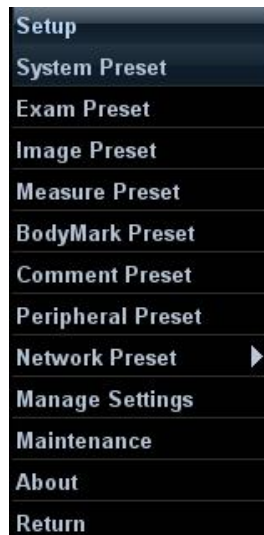 Setup
System Preset
Exam Preset
Image Preset
Measure Preset
BodyMark Preset
Comment Preset
Peripheral Preset
Network Preset
Manage Settings
Maintenance
About
Return